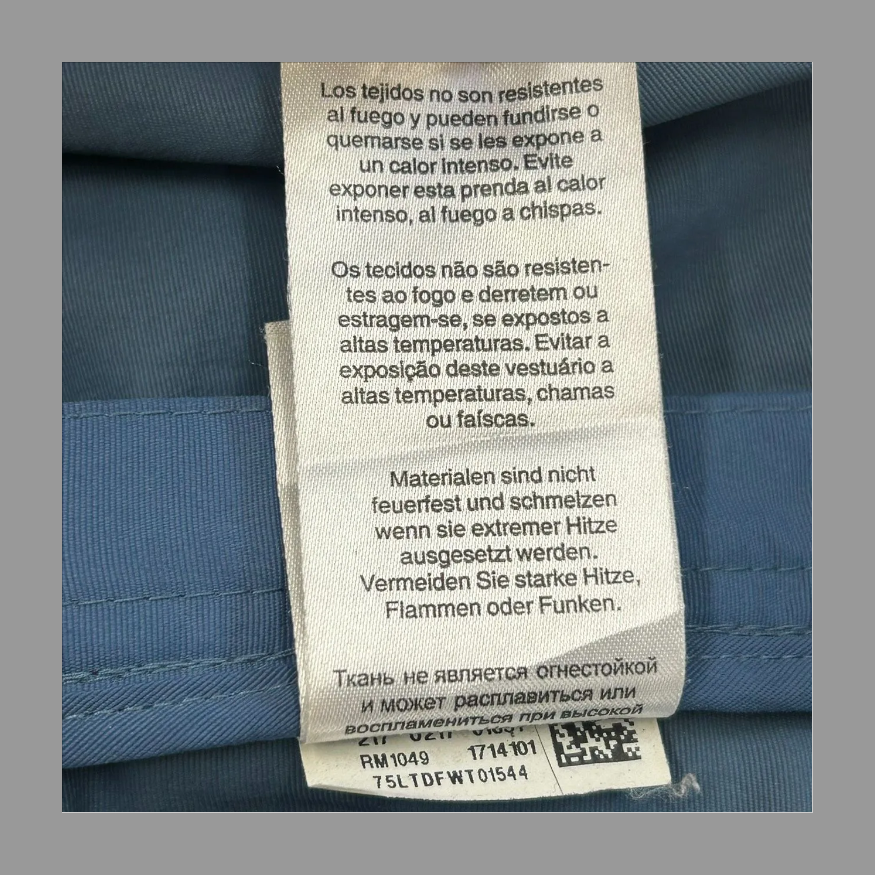 Los tejidos no son resistentes
al fuego y pueden fundirse o
quemarse si se les expone a
un calor intenso. Evite
exponer esta prenda al calor
intenso, al fuego a chispas.
Os tecidos não são resisten-
tes ao fogo e derretem ou
estragem-se, se expostos a
altas temperaturas. Evitar a
exposição deste vestuário a
altas temperaturas, chamas
ou faíscas.
Materialen sind nicht
feuerfest und schmelzen
wenn sie extremer Hitze
ausgesetzt werden.
Vermeiden Sie starke Hitze,
Flammen oder Funken.
Ткань не является огнестойкой
и может расплавиться или
воспламениться при высокой
RM1049 1714101
75LTDFWT01544